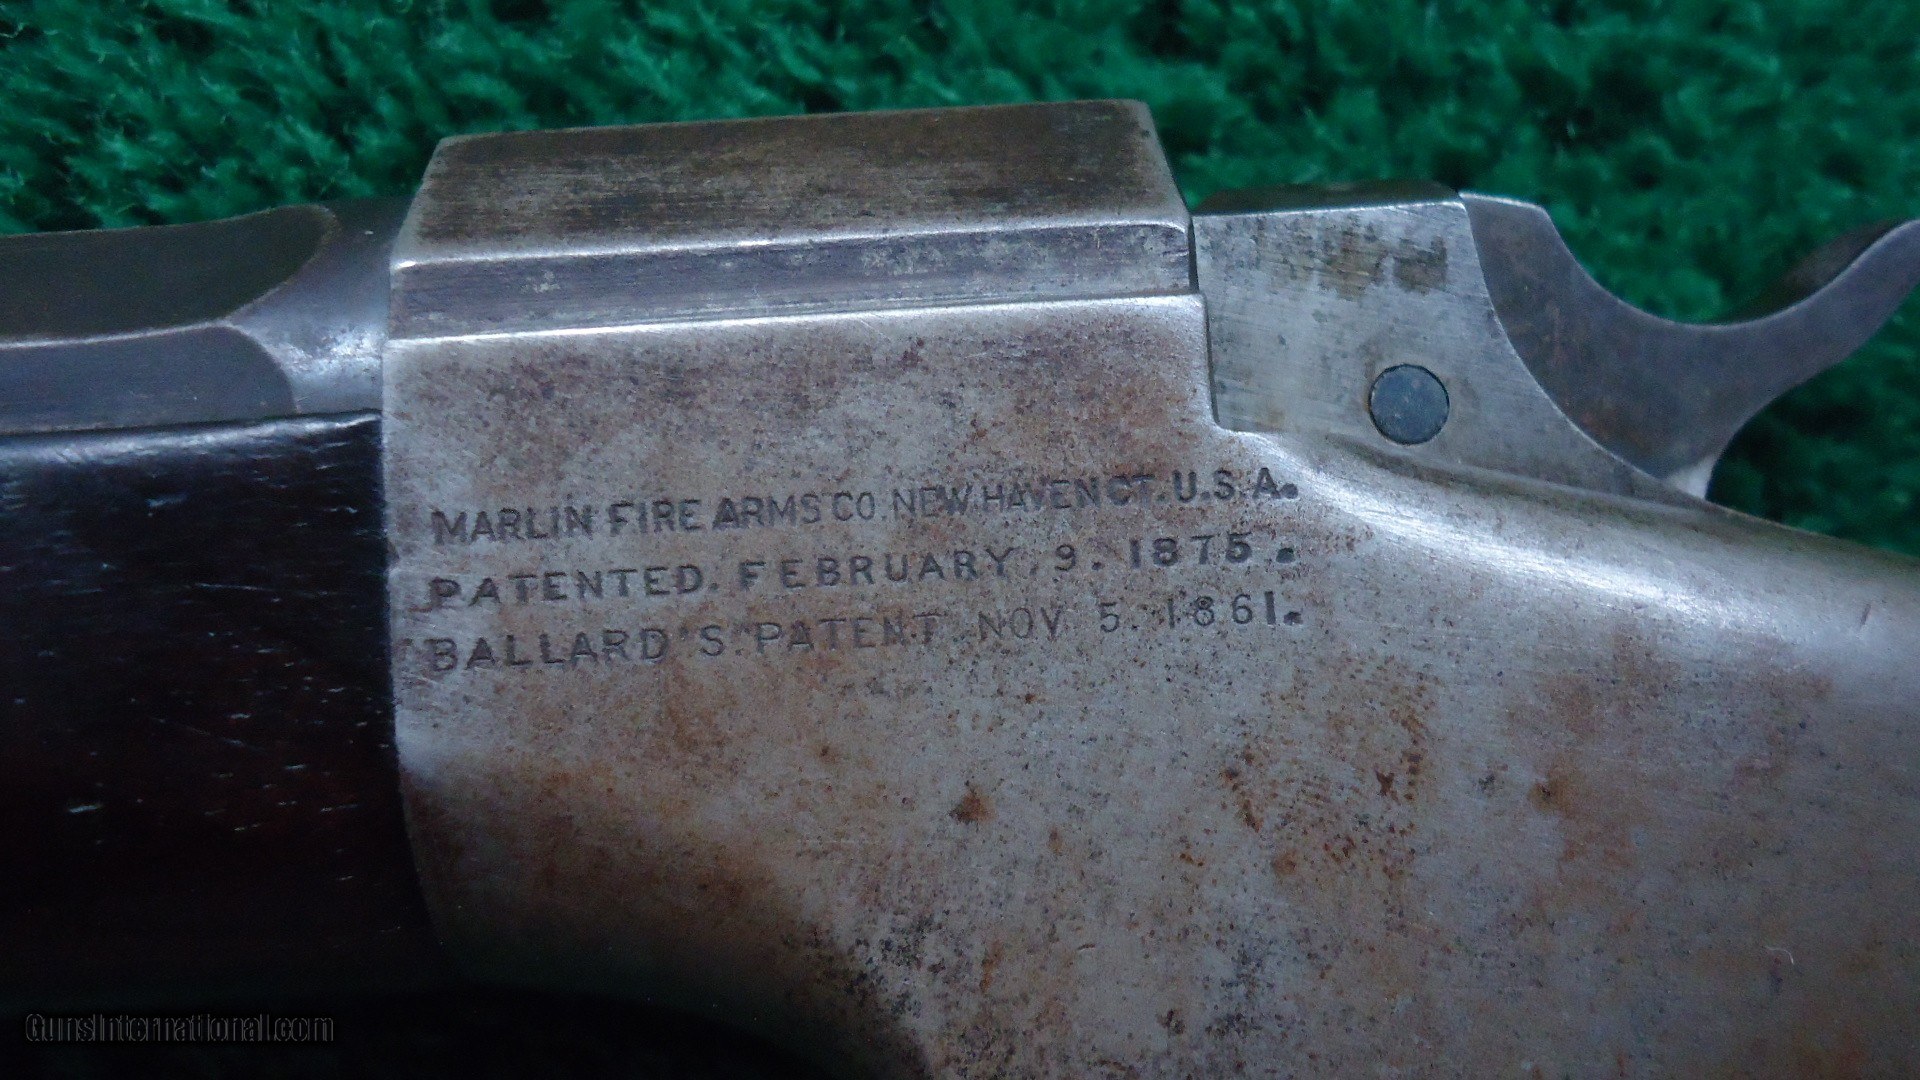 MARLIN FIRE ARMS CO. NEW HAVEN CT. U.S.A.
PATENTED. FEBRUARY. 9. 1875.
BALLARD'S. PATENT. NOV. 5. 1861.
GunsInternational.com